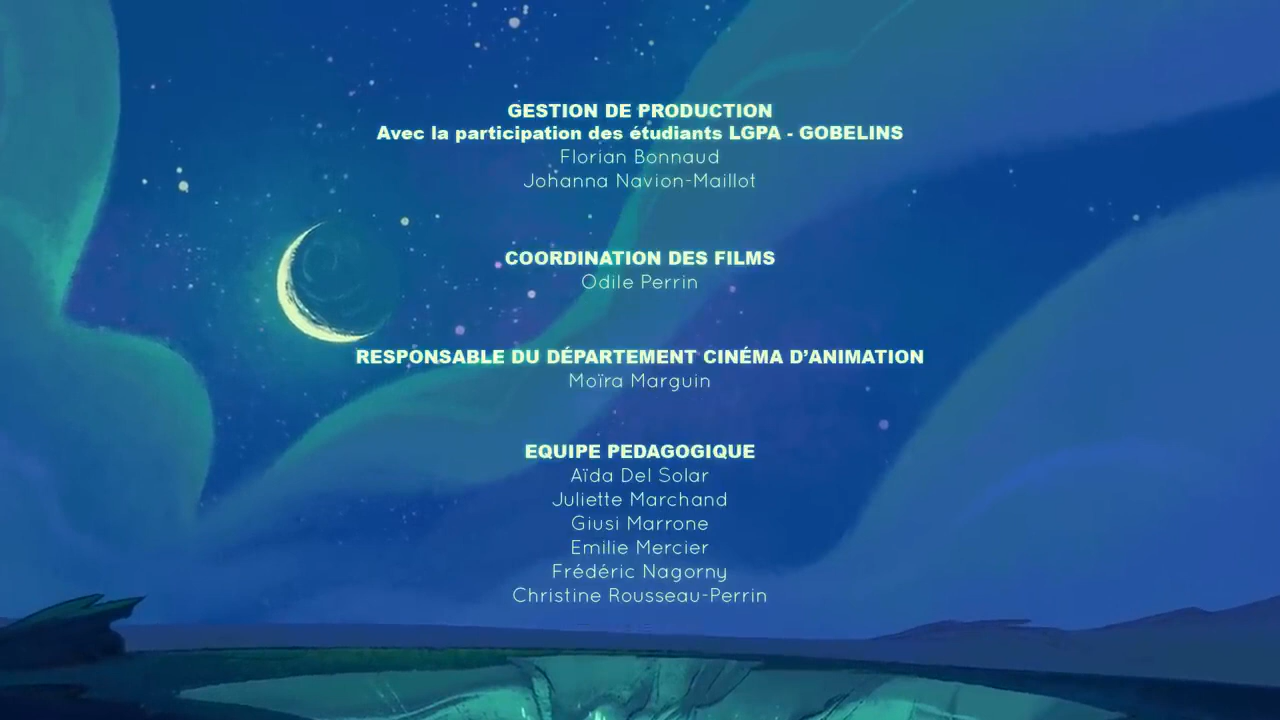 GESTION DE PRODUCTION
Avec la participation des étudiants LGPA - GOBELINS
Florian Bonnaud
Johanna Navion-Maillot
COORDINATION DES FILMS
Odile Perrin
RESPONSABLE DU DÉPARTEMENT CINÉMA D’ANIMATION
Moïra Marguin
EQUIPE PEDAGOGIQUE
Aïda Del Solar
Juliette Marchand
Giusi Marrone
Emilie Mercier
Frédéric Nagorny
Christine Rousseau-Perrin